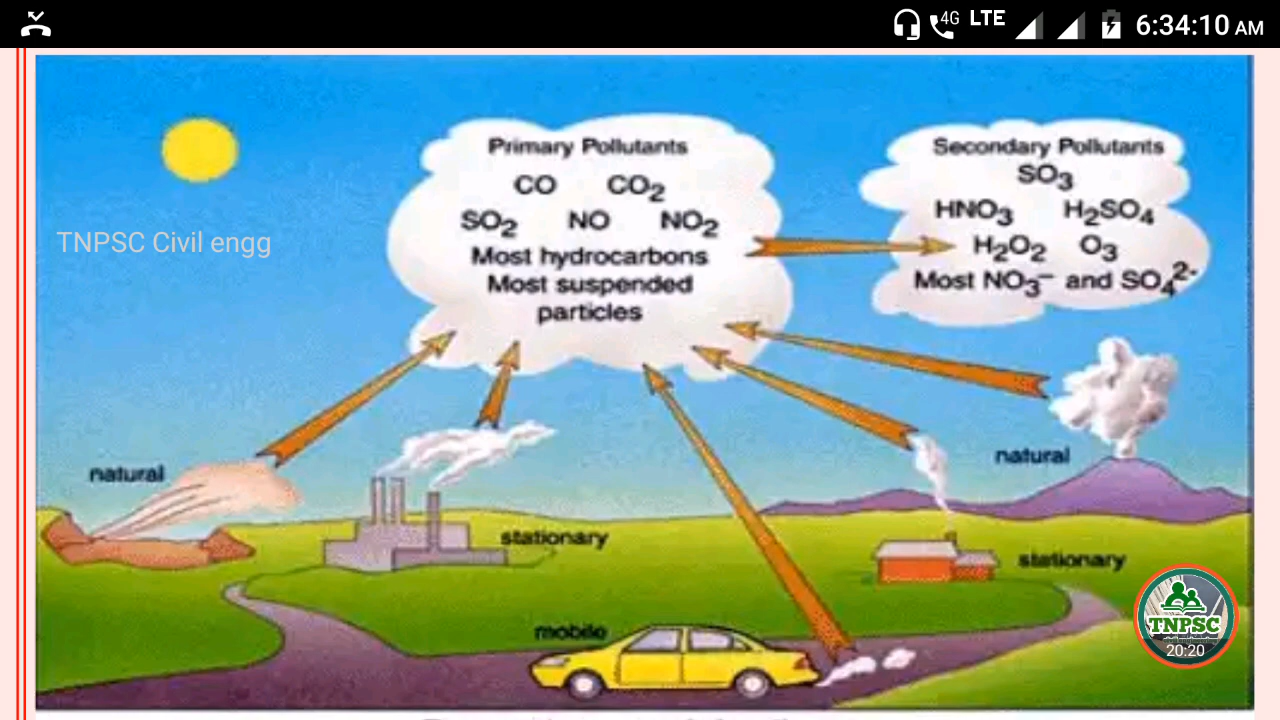 4G LTE 6:34:10 AM
Primary Pollutants
CO CO2
SO2 NO NO2
Most hydrocarbons
Most suspended
particles
Secondary Pollutants
SO3
HNO3 H2SO4
H2O2 O3
Most NO3− and SO4 2-
TNPSC Civil engg
natural
stationary
mobile
natural
stationary
TNPSC
20:20